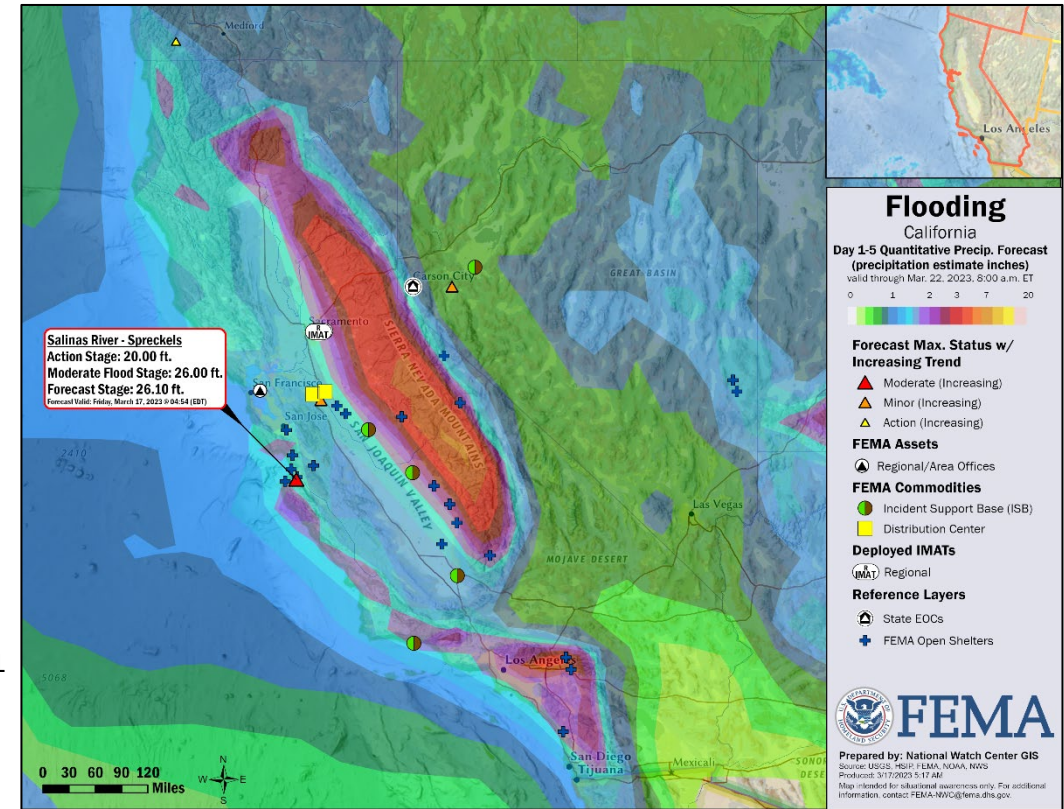 Medford
Carson City
GREAT BASIN
Sacramento
R
IMAT
SIERRA NEVADA MOUNTAINS
Salinas River - Spreckels
Action Stage: 20.00 ft.
Moderate Flood Stage: 26.00 ft.
Forecast Stage: 26.10 ft.
Forecast Valid: Friday, March 17, 2023 @ 04:54 (EDT)
San Francisco
San Jose
2410
SAN JOAQUIN VALLEY
Las Vegas
MOJAVE DESERT
Los Angeles
5068
San Diego
Tijuana
Mexicali
SONO
DESE
0 30 60 90 120
Miles
N
W E
S
Los Angeles
Flooding
California
Day 1-5 Quantitative Precip. Forecast
(precipitation estimate inches)
valid through Mar. 22, 2023, 8:00 a.m. ET
0 1 2 3 7 20
Forecast Max. Status w/
Increasing Trend
Moderate (Increasing)
Minor (Increasing)
Action (Increasing)
FEMA Assets
Regional/Area Offices
FEMA Commodities
Incident Support Base (ISB)
Distribution Center
Deployed IMATs
R
IMAT
Regional
Reference Layers
State EOCs
FEMA Open Shelters
U.S. DEPARTMENT OF
HOMELAND SECURITY
FEMA
Prepared by: National Watch Center GIS
Source: USGS, HSIP, FEMA, NOAA, NWS
Produced: 3/17/2023 5:17 AM
Map intended for situational awareness only. For additional
information, contact FEMA-NWC@fema.dhs.gov.